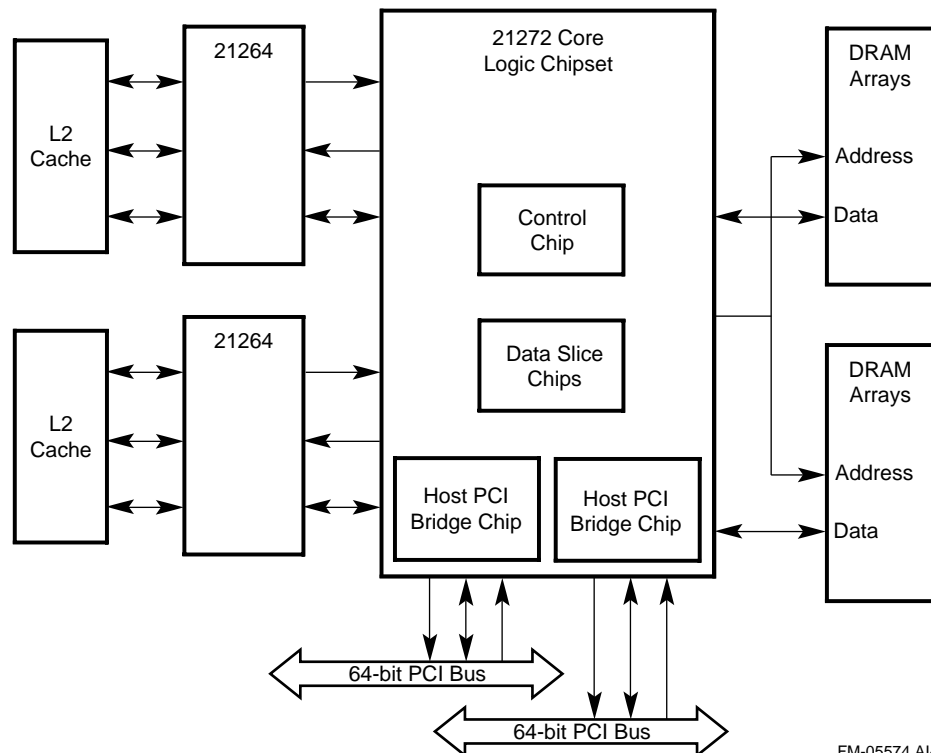 21264
L2
Cache
21272 Core
Logic Chipset
DRAM
Arrays
Address
Data
Control
Chip
21264
L2
Cache
Data Slice
Chips
DRAM
Arrays
Address
Data
Host PCI
Bridge Chip
Host PCI
Bridge Chip
64-bit PCI Bus
64-bit PCI Bus